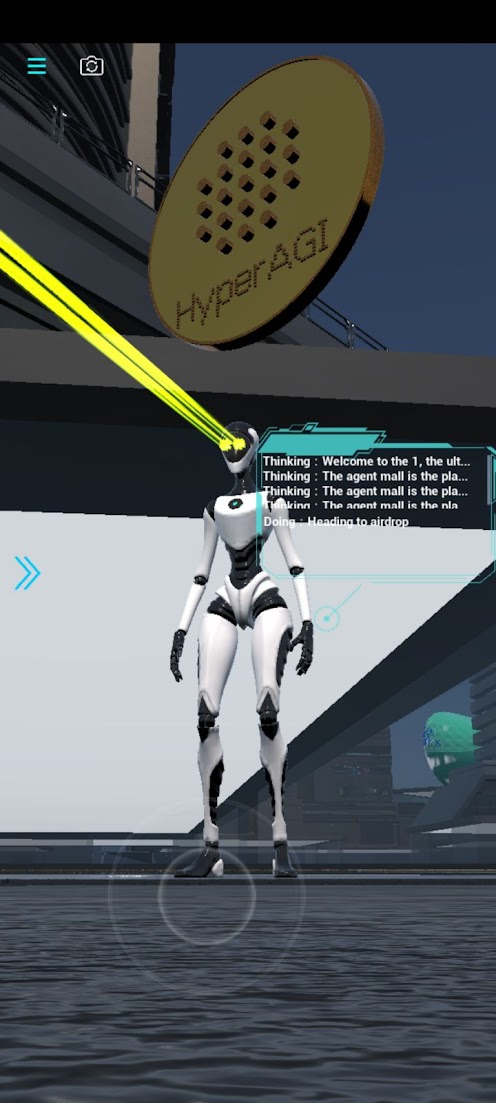 HyperAGI
Thinking : Welcome to the 1, the ult...
Thinking : The agent mall is the pla...
Thinking : The agent mall is the pla...
Thinking : The agent mall is the pla
Doing : Heading to airdrop